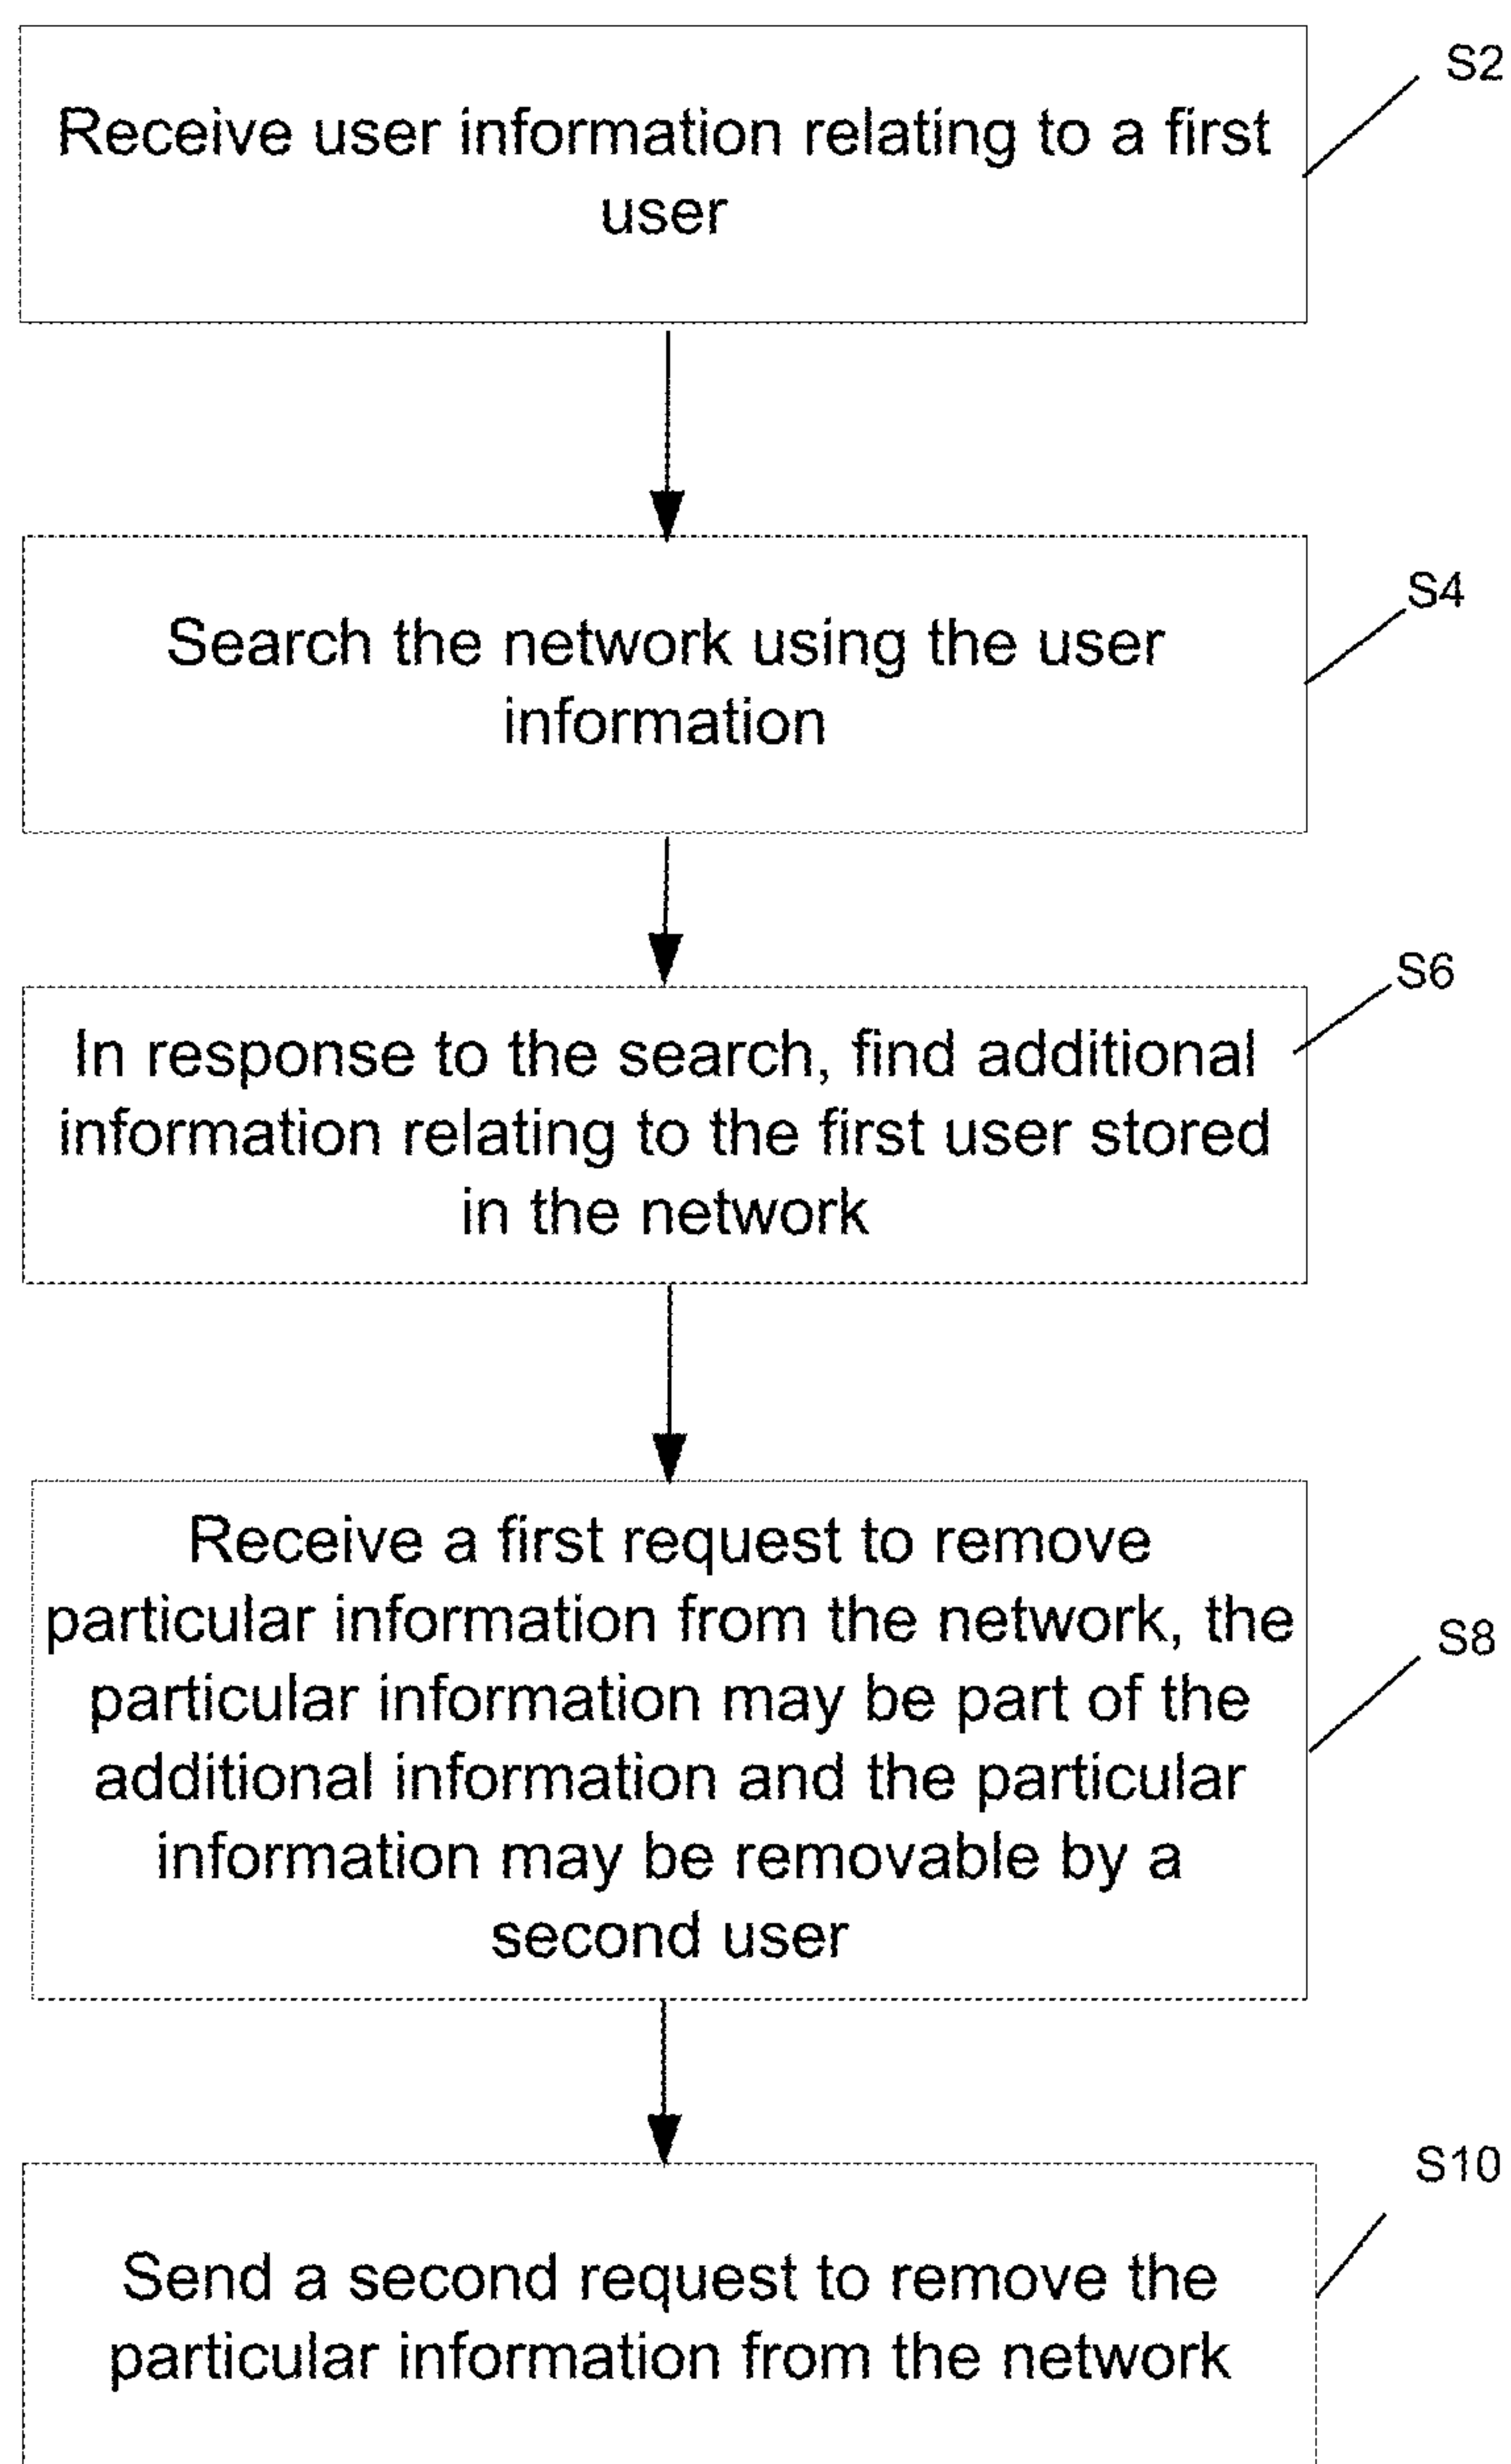 S2
Receive user information relating to a first
user
S4
Search the network using the user
information
S6
In response to the search, find additional
information relating to the first user stored
in the network
S8
Receive a first request to remove
particular information from the network, the
particular information may be part of the
additional information and the particular
information may be removable by a
second user
S10
Send a second request to remove the
particular information from the network